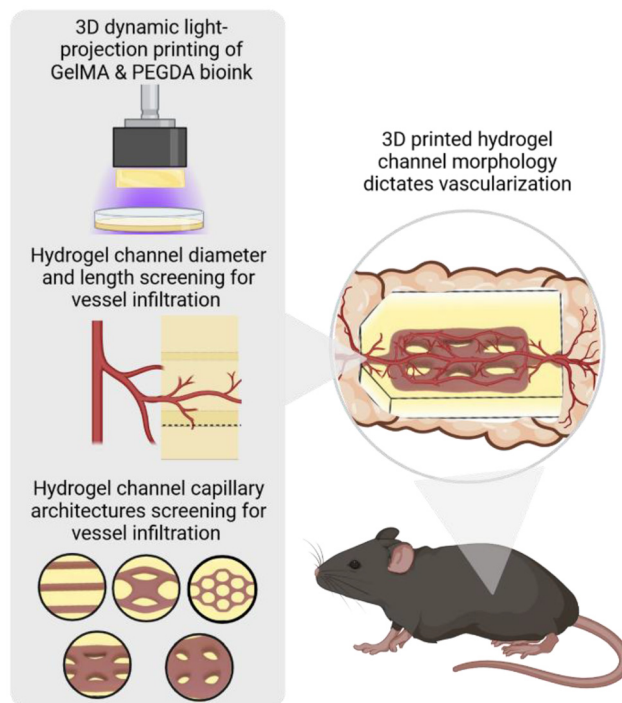 3D dynamic light-
projection printing of
GelMA & PEGDA bioink
Hydrogel channel diameter
and length screening for
vessel infiltration
Hydrogel channel capillary
architectures screening for
vessel infiltration
3D printed hydrogel
channel morphology
dictates vascularization